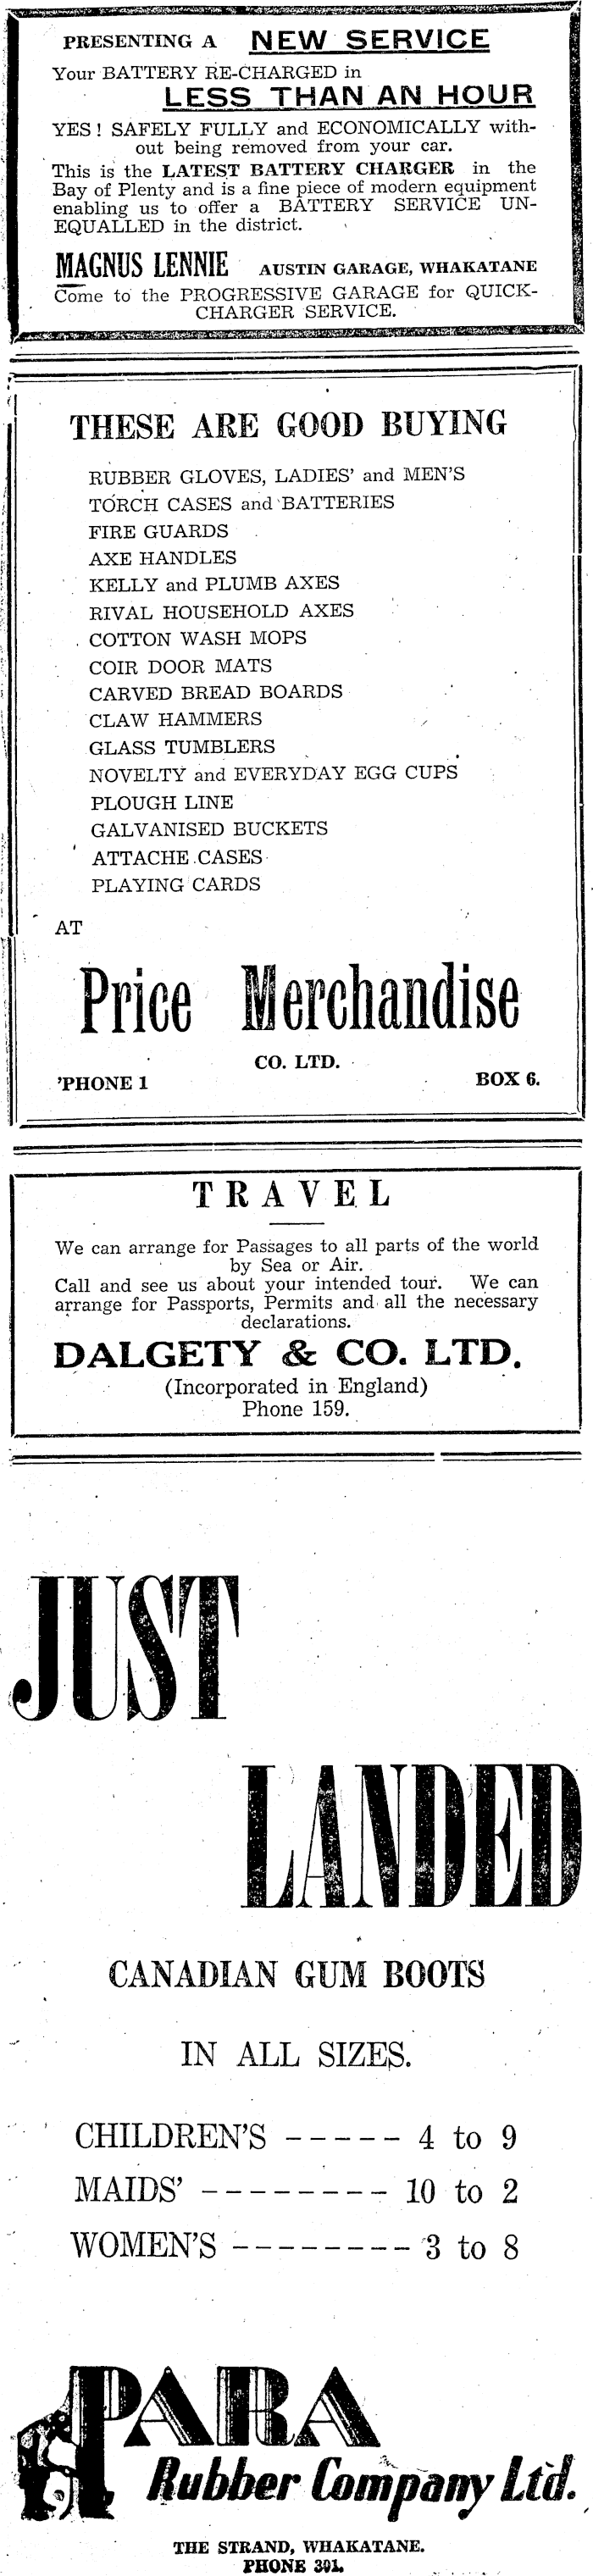 PRESENTING A NEW SERVICE
Your BATTERY RE-CHARGED in
LESS THAN AN HOUR
YES! SAFELY FULLY and ECONOMICALLY with-
out being removed from your car.
This is the LATEST BATTERY CHARGER in the
Bay of Plenty and is a fine piece of modern equipment
enabling us to offer a BATTERY SERVICE UN-
EQUALLED in the district.
MAGNUS LENNIE AUSTIN GARAGE, WHAKATANE
Come to the PROGRESSIVE GARAGE for QUICK-
CHARGER SERVICE.
THESE ARE GOOD BUYING
RUBBER GLOVES, LADIES' and MEN'S
TORCH CASES and BATTERIES
FIRE GUARDS
AXE HANDLES
KELLY and PLUMB AXES
RIVAL HOUSEHOLD AXES
COTTON WASH MOPS
COIR DOOR MATS
CARVED BREAD BOARDS
CLAW HAMMERS
GLASS TUMBLERS
NOVELTY and EVERYDAY EGG CUPS
PLOUGH LINE
GALVANISED BUCKETS
ATTACHE CASES
PLAYING CARDS
AT
Price Merchandise
CO. LTD.
'PHONE 1 BOX 6.
TRAVEL
We can arrange for Passages to all parts of the world
by Sea or Air.
Call and see us about your intended tour. We can
arrange for Passports, Permits and all the necessary
declarations.
DALGETY & CO. LTD.
(Incorporated in England)
Phone 159.
JUST
LANDED
CANADIAN GUM BOOTS
IN ALL SIZES.
CHILDREN'S ----- 4 to 9
MAIDS' -------- 10 to 2
WOMEN'S -------- 3 to 8
PARA
Rubber Company Ltd.
THE STRAND, WHAKATANE.
PHONE 391.